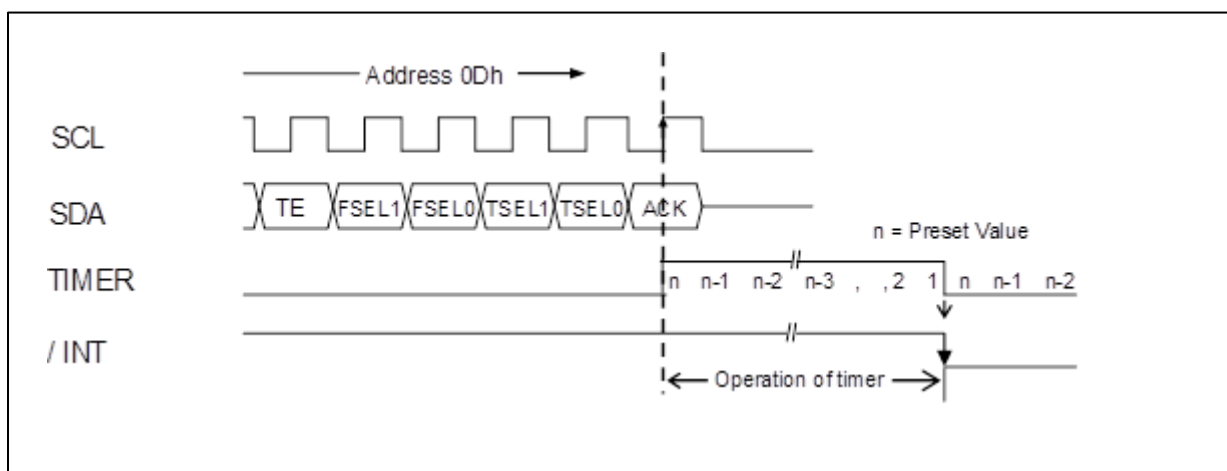 Address 0Dh
SCL
SDA TE FSEL1 FSEL0 TSEL1 TSEL0 ACK
n = Preset Value
TIMER n n-1 n-2 n-3 , , 2 1 n n-1 n-2
/ INT
Operation of timer